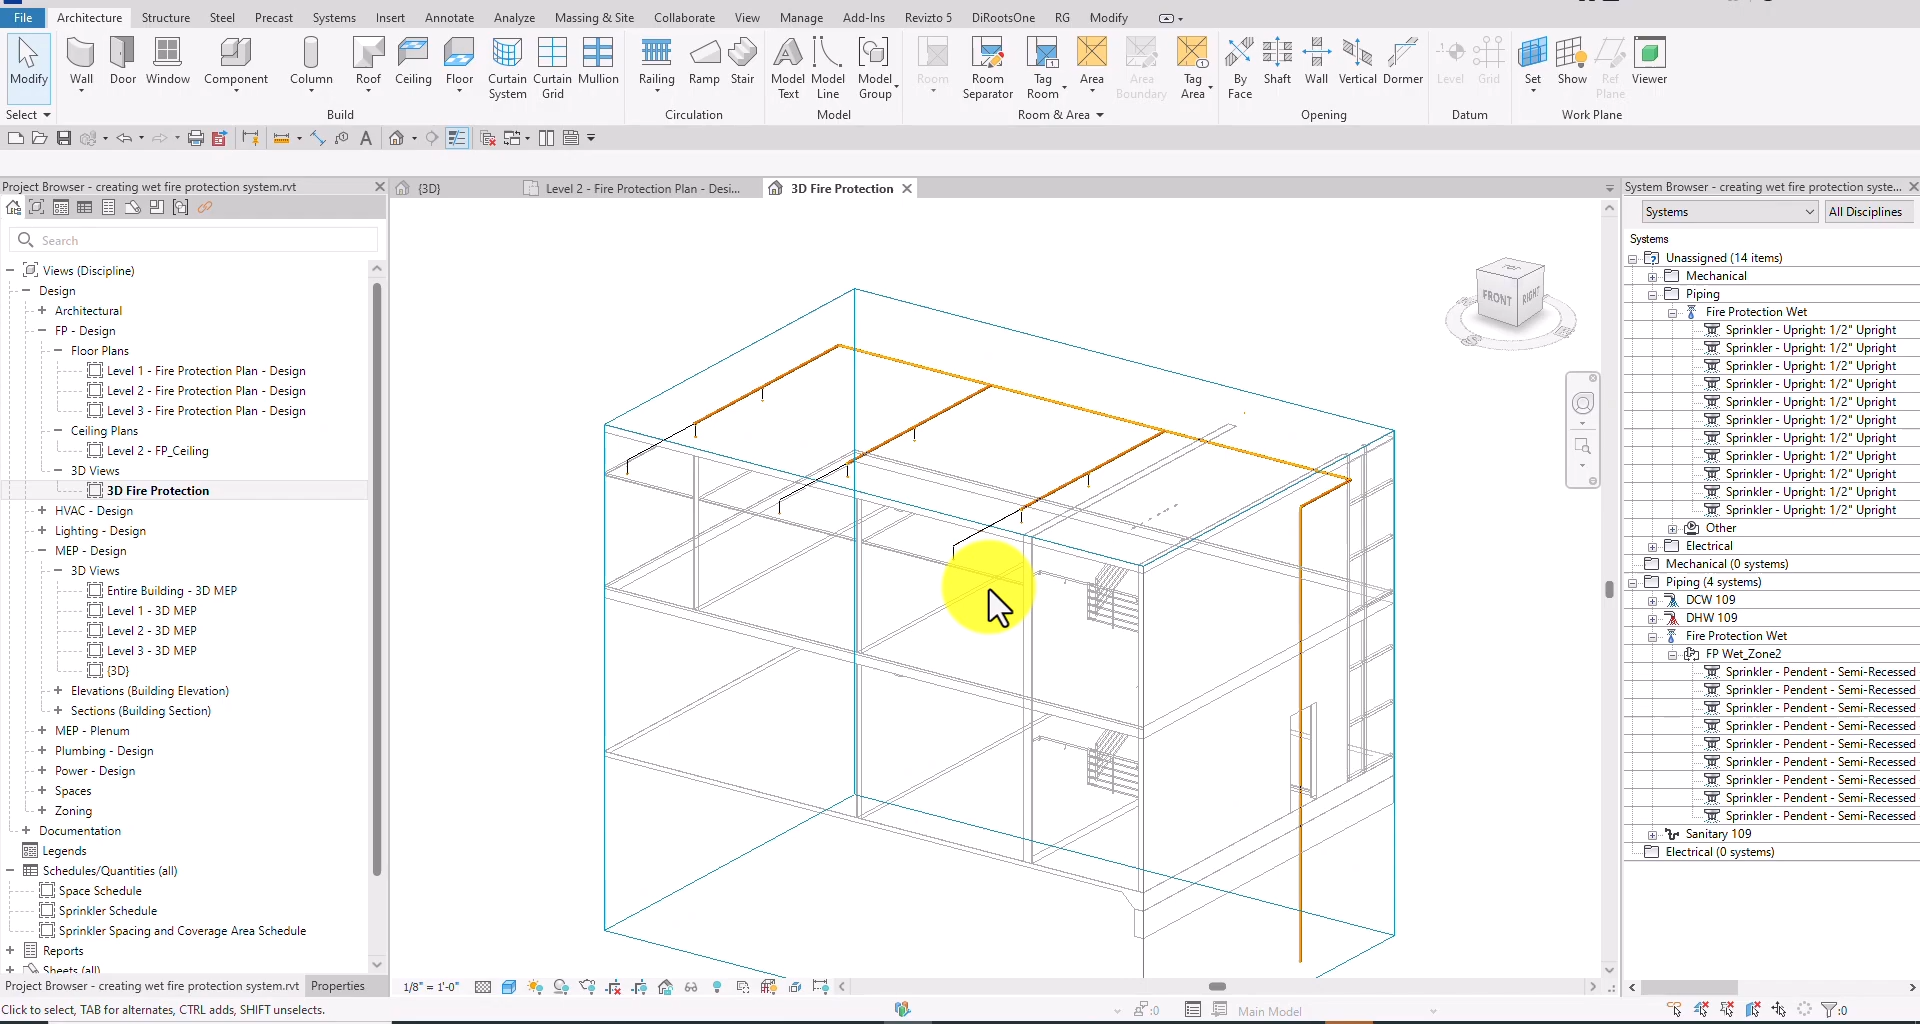 File Architecture Structure Steel Precast Systems Insert Annotate Analyze Massing & Site Collaborate View Manage Add-Ins Revizto 5 DiRootsOne RG Modify
Modify Wall Door Window Component Column Roof Ceiling Floor Curtain System Curtain Grid Mullion Railing Ramp Stair Model Text Model Line Model Group Room Room Separator Tag Room Area Area Boundary Tag Area By Face Shaft Wall Vertical Dormer Level Grid Set Show Ref Plane Viewer
Select Build Circulation Model Room & Area Opening Datum Work Plane
Project Browser - creating wet fire protection system.rvt
Search
Views (Discipline)
Design
Architectural
FP - Design
Floor Plans
Level 1 - Fire Protection Plan - Design
Level 2 - Fire Protection Plan - Design
Level 3 - Fire Protection Plan - Design
Ceiling Plans
Level 2 - FP_Ceiling
3D Views
3D Fire Protection
HVAC - Design
Lighting - Design
MEP - Design
3D Views
Entire Building - 3D MEP
Level 1 - 3D MEP
Level 2 - 3D MEP
Level 3 - 3D MEP
{3D}
Elevations (Building Elevation)
Sections (Building Section)
MEP - Plenum
Plumbing - Design
Power - Design
Spaces
Zoning
Documentation
Legends
Schedules/Quantities (all)
Space Schedule
Sprinkler Schedule
Sprinkler Spacing and Coverage Area Schedule
Reports
Sheets (all)
Project Browser - creating wet fire protection system.rvt Properties
{3D} Level 2 - Fire Protection Plan - Desi... 3D Fire Protection
TOP
FRONT RIGHT
1/8" = 1'-0"
System Browser - creating wet fire protection syste...
Systems All Disciplines
Systems
Unassigned (14 items)
Mechanical
Piping
Fire Protection Wet
Sprinkler - Upright: 1/2" Upright
Sprinkler - Upright: 1/2" Upright
Sprinkler - Upright: 1/2" Upright
Sprinkler - Upright: 1/2" Upright
Sprinkler - Upright: 1/2" Upright
Sprinkler - Upright: 1/2" Upright
Sprinkler - Upright: 1/2" Upright
Sprinkler - Upright: 1/2" Upright
Sprinkler - Upright: 1/2" Upright
Sprinkler - Upright: 1/2" Upright
Sprinkler - Upright: 1/2" Upright
Other
Electrical
Mechanical (0 systems)
Piping (4 systems)
DCW 109
DHW 109
Fire Protection Wet
FP Wet_Zone2
Sprinkler - Pendent - Semi-Recessed
Sprinkler - Pendent - Semi-Recessed
Sprinkler - Pendent - Semi-Recessed
Sprinkler - Pendent - Semi-Recessed
Sprinkler - Pendent - Semi-Recessed
Sprinkler - Pendent - Semi-Recessed
Sprinkler - Pendent - Semi-Recessed
Sprinkler - Pendent - Semi-Recessed
Sprinkler - Pendent - Semi-Recessed
Sanitary 109
Electrical (0 systems)
Click to select, TAB for alternates, CTRL adds, SHIFT unselects. :0 Main Model :0